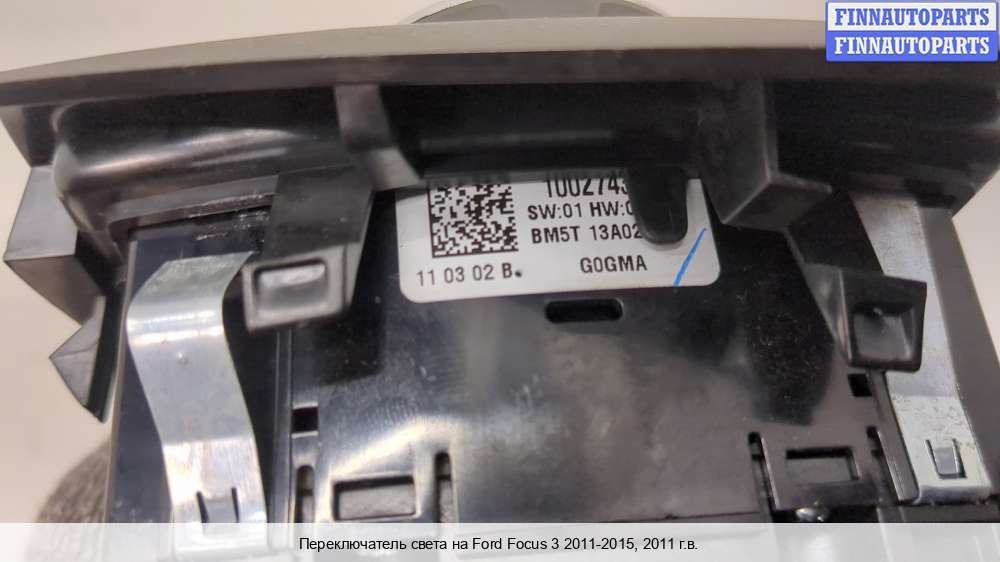 FINNAUTOPARTS
FINNAUTOPARTS
SW:01 HW:
BM5T
11 03 02 B.
G0GMA
Переключатель света на Ford Focus 3 2011-2015, 2011 г.в.